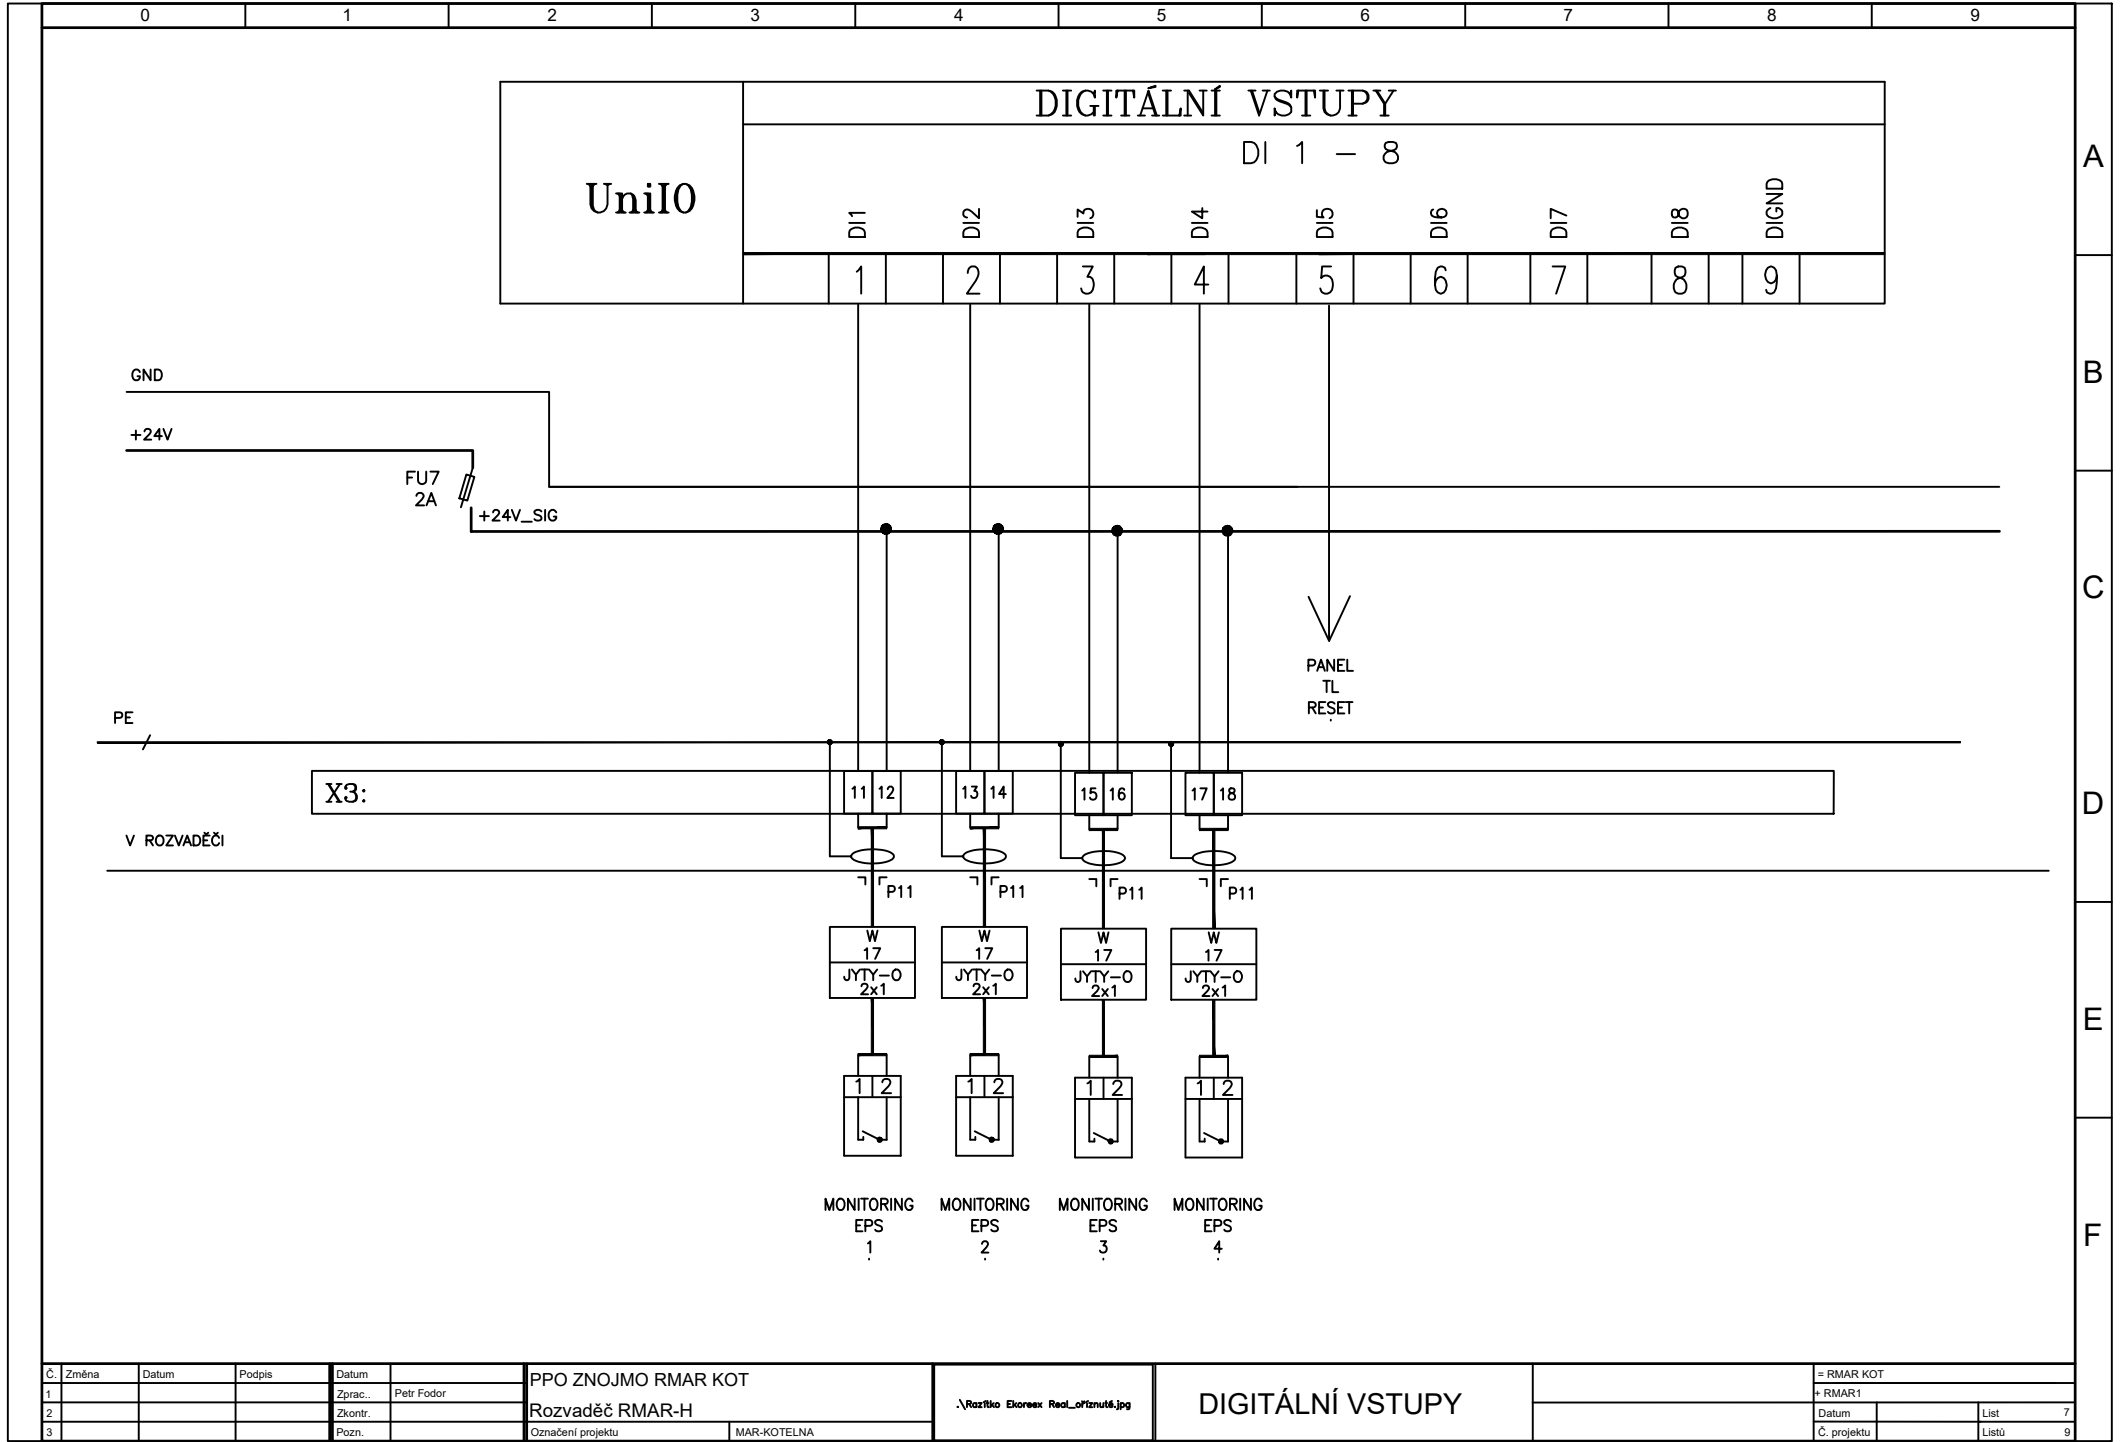 0 1 2 3 4 5 6 7 8 9
DIGITÁLNÍ VSTUPY
DI 1 – 8
UniIO
DI1 DI2 DI3 DI4 DI5 DI6 DI7 DI8 DIGND
1 2 3 4 5 6 7 8 9
A
B
C
D
E
F
GND
+24V
FU7
2A
+24V_SIG
PANEL
TL
RESET
PE
X3:
11 12 13 14 15 16 17 18
V ROZVADĚČI
P11 P11 P11 P11
W W W W
17 17 17 17
JYTY-O JYTY-O JYTY-O JYTY-O
2x1 2x1 2x1 2x1
1 2 1 2 1 2 1 2
MONITORING MONITORING MONITORING MONITORING
EPS EPS EPS EPS
1 2 3 4
Č. Změna Datum Podpis Datum
1 Zprac.. Petr Fodor
2 Zkontr.
3 Pozn.
PPO ZNOJMO RMAR KOT
Rozvaděč RMAR-H
Označení projektu MAR-KOTELNA
.\Razítko Ekoreex Real_oříznuté.jpg
DIGITÁLNÍ VSTUPY
= RMAR KOT
+ RMAR1
Datum List 7
Č. projektu Listů 9